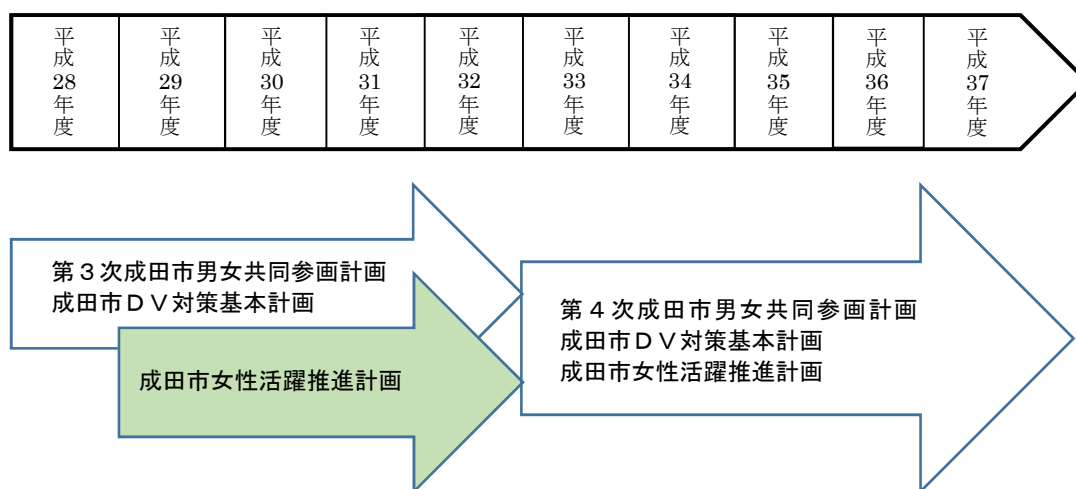 平成28年度
平成29年度
平成30年度
平成31年度
平成32年度
平成33年度
平成34年度
平成35年度
平成36年度
平成37年度
第３次成田市男女共同参画計画
成田市ＤＶ対策基本計画
成田市女性活躍推進計画
第４次成田市男女共同参画計画
成田市ＤＶ対策基本計画
成田市女性活躍推進計画